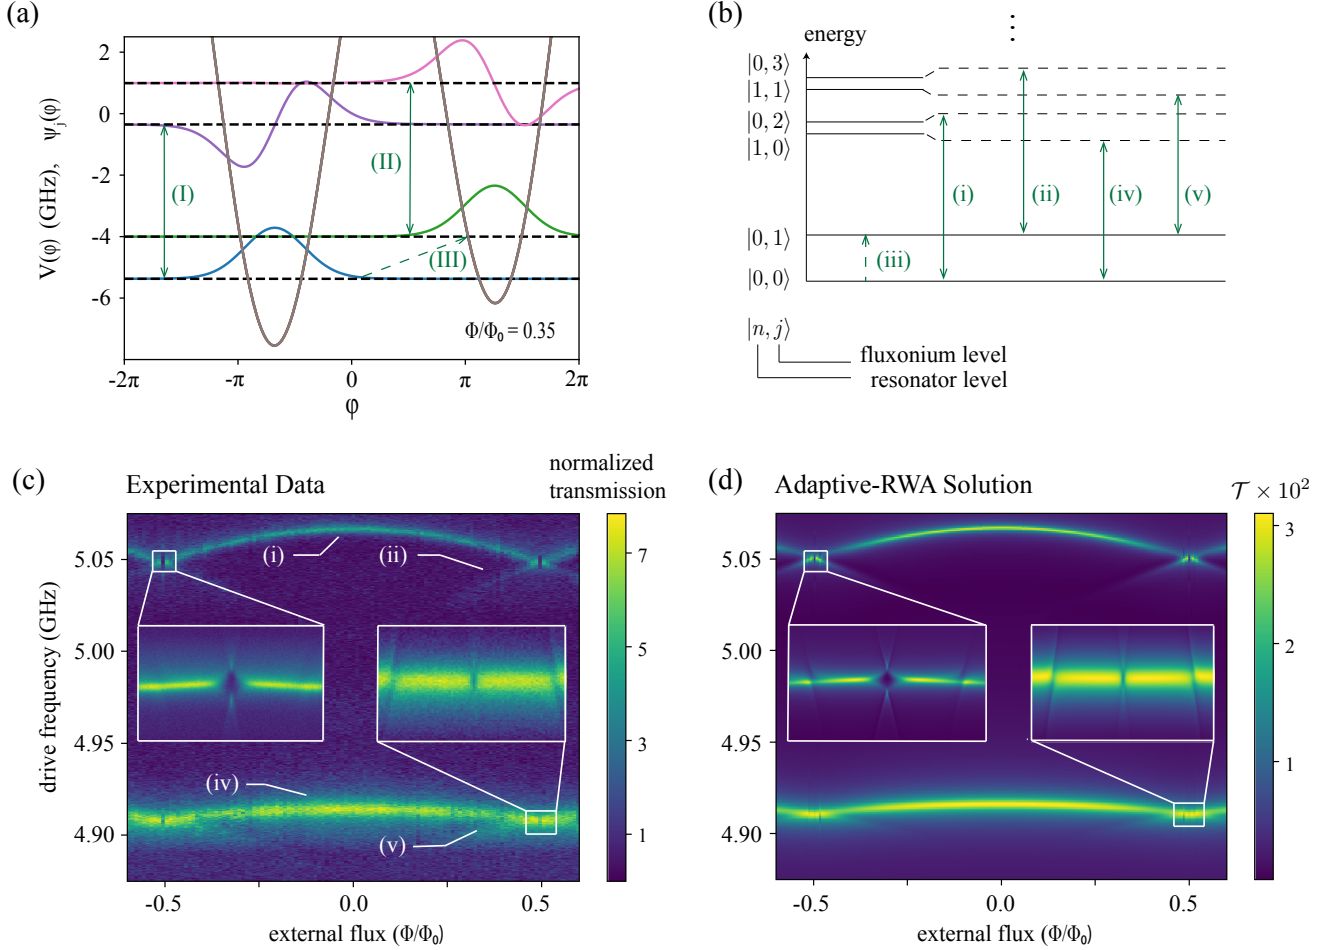 (a)
V(φ) (GHz), ψj(φ)
2
0
-2
-4
-6
(I)
(II)
(III)
Φ/Φ₀ = 0.35
-2π
-π
0
π
2π
φ
(b)
energy
⋮
|0, 3⟩
|1, 1⟩
|0, 2⟩
|1, 0⟩
|0, 1⟩
|0, 0⟩
(i)
(ii)
(iii)
(iv)
(v)
|n, j⟩
fluxonium level
resonator level
(c)
Experimental Data
normalized
transmission
drive frequency (GHz)
5.05
5.00
4.95
4.90
(i)
(ii)
(iv)
(v)
-0.5
0.0
0.5
external flux (Φ/Φ₀)
7
5
3
1
(d)
Adaptive-RWA Solution
𝒯 × 10²
5.05
5.00
4.95
4.90
-0.5
0.0
0.5
external flux (Φ/Φ₀)
3
2
1